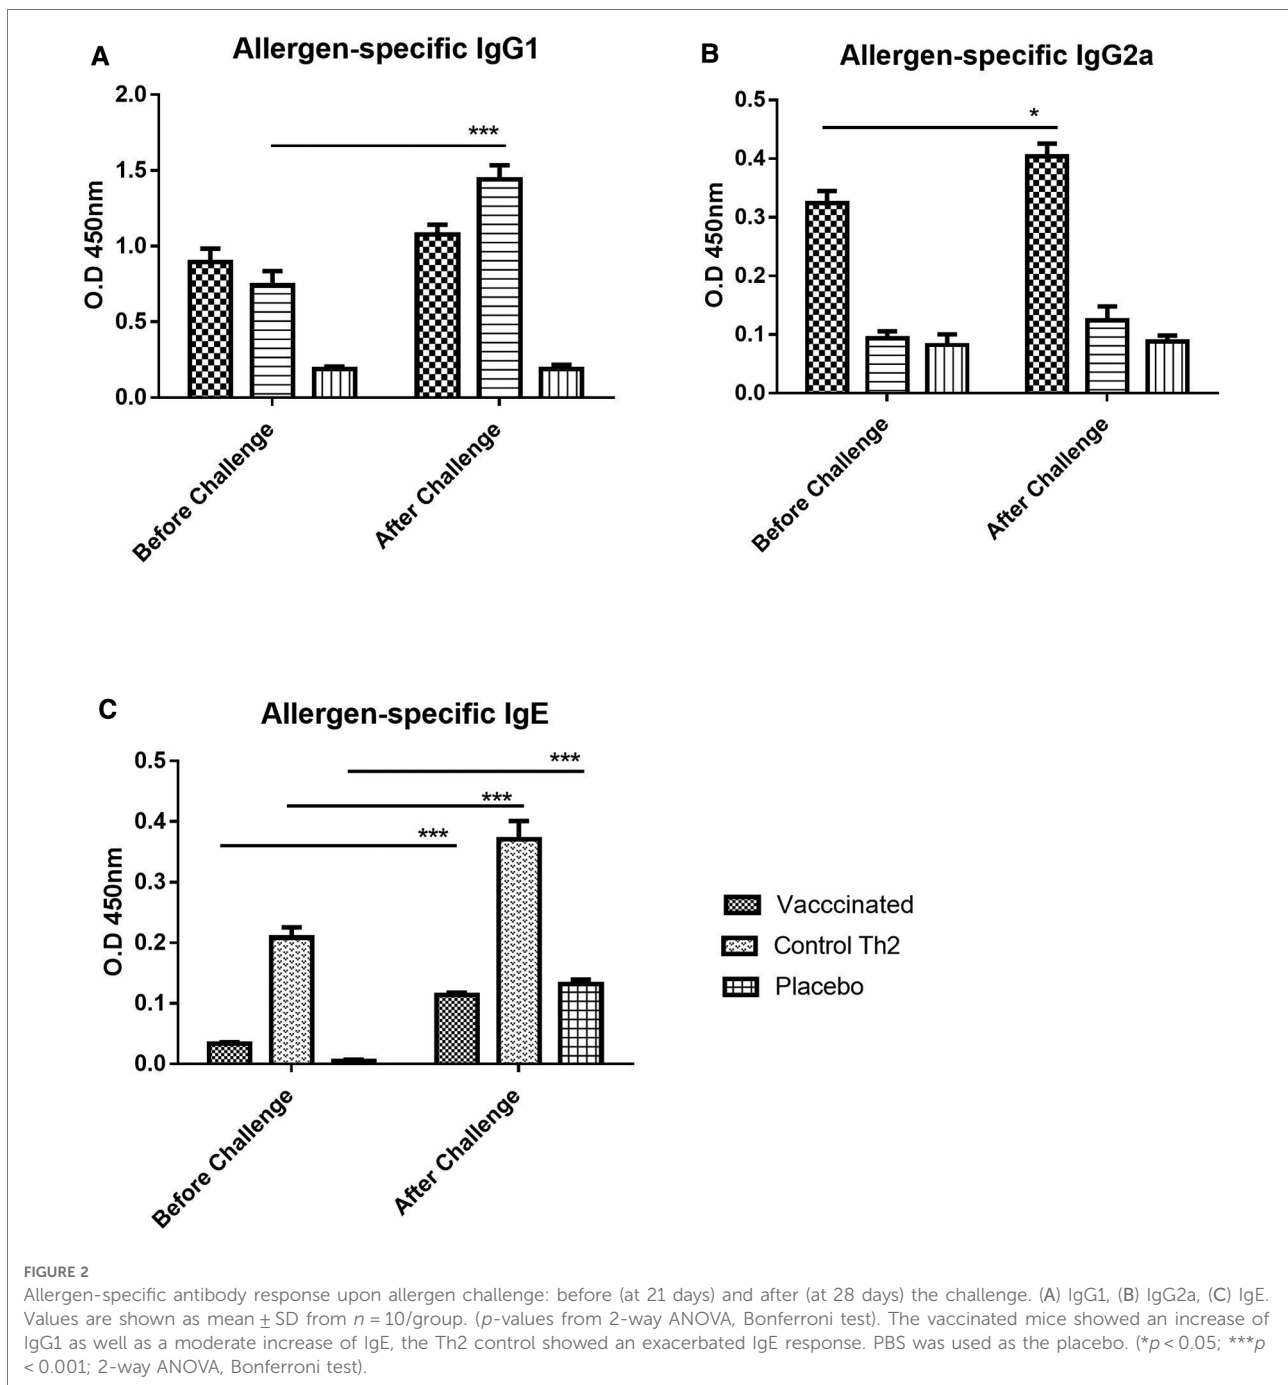 A
Allergen-specific IgG1
O.D 450nm
2.0
1.5
1.0
0.5
0.0
***
Before Challenge
After Challenge
B
Allergen-specific IgG2a
O.D 450nm
0.5
0.4
0.3
0.2
0.1
0.0
*
Before Challenge
After Challenge
C
Allergen-specific IgE
O.D 450nm
0.5
0.4
0.3
0.2
0.1
0.0
***
***
***
Before Challenge
After Challenge
Vacccinated
Control Th2
Placebo
FIGURE 2
Allergen-specific antibody response upon allergen challenge: before (at 21 days) and after (at 28 days) the challenge. (A) IgG1, (B) IgG2a, (C) IgE.
Values are shown as mean ± SD from n = 10/group. (p-values from 2-way ANOVA, Bonferroni test). The vaccinated mice showed an increase of
IgG1 as well as a moderate increase of IgE, the Th2 control showed an exacerbated IgE response. PBS was used as the placebo. (*p < 0.05; ***p
< 0.001; 2-way ANOVA, Bonferroni test).